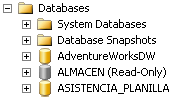 Databases
System Databases
Database Snapshots
AdventureWorksDW
ALMACEN (Read-Only)
ASISTENCIA_PLANILLA